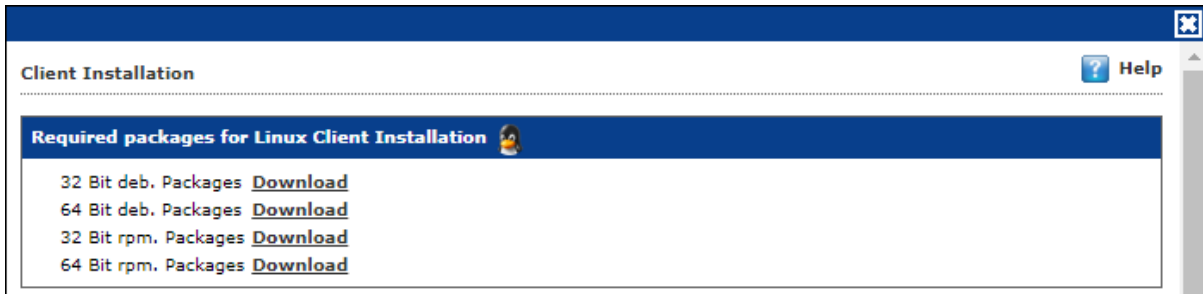 Client Installation
Help
Required packages for Linux Client Installation
32 Bit deb. Packages Download
64 Bit deb. Packages Download
32 Bit rpm. Packages Download
64 Bit rpm. Packages Download